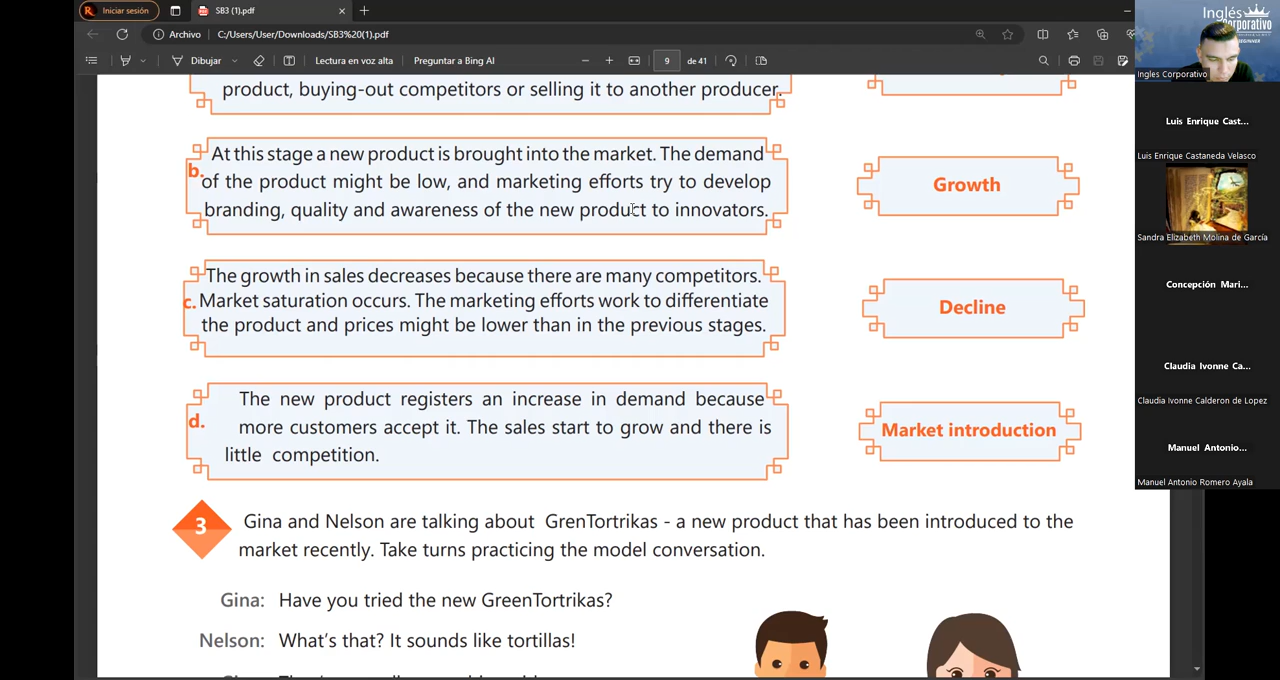 Iniciar sesión
SB3 (1).pdf
Archivo
C:/Users/User/Downloads/SB3%20(1).pdf
Dibujar
Lectura en voz alta
Preguntar a Bing AI
9
de 41
product, buying-out competitors or selling it to another producer.
b.
At this stage a new product is brought into the market. The demand
of the product might be low, and marketing efforts try to develop
branding, quality and awareness of the new product to innovators.
Growth
c.
The growth in sales decreases because there are many competitors.
Market saturation occurs. The marketing efforts work to differentiate
the product and prices might be lower than in the previous stages.
Decline
d.
The new product registers an increase in demand because
more customers accept it. The sales start to grow and there is
little competition.
Market introduction
3
Gina and Nelson are talking about GrenTortrikas - a new product that has been introduced to the
market recently. Take turns practicing the model conversation.
Gina: Have you tried the new GreenTortrikas?
Nelson: What's that? It sounds like tortillas!
Inglés
Corporativo
Ingles Corporativo
Luis Enrique Cast...
Luis Enrique Castaneda Velasco
Sandra Elizabeth Molina de García
Concepción Mari...
Claudia Ivonne Ca...
Claudia Ivonne Calderon de Lopez
Manuel Antonio...
Manuel Antonio Romero Ayala